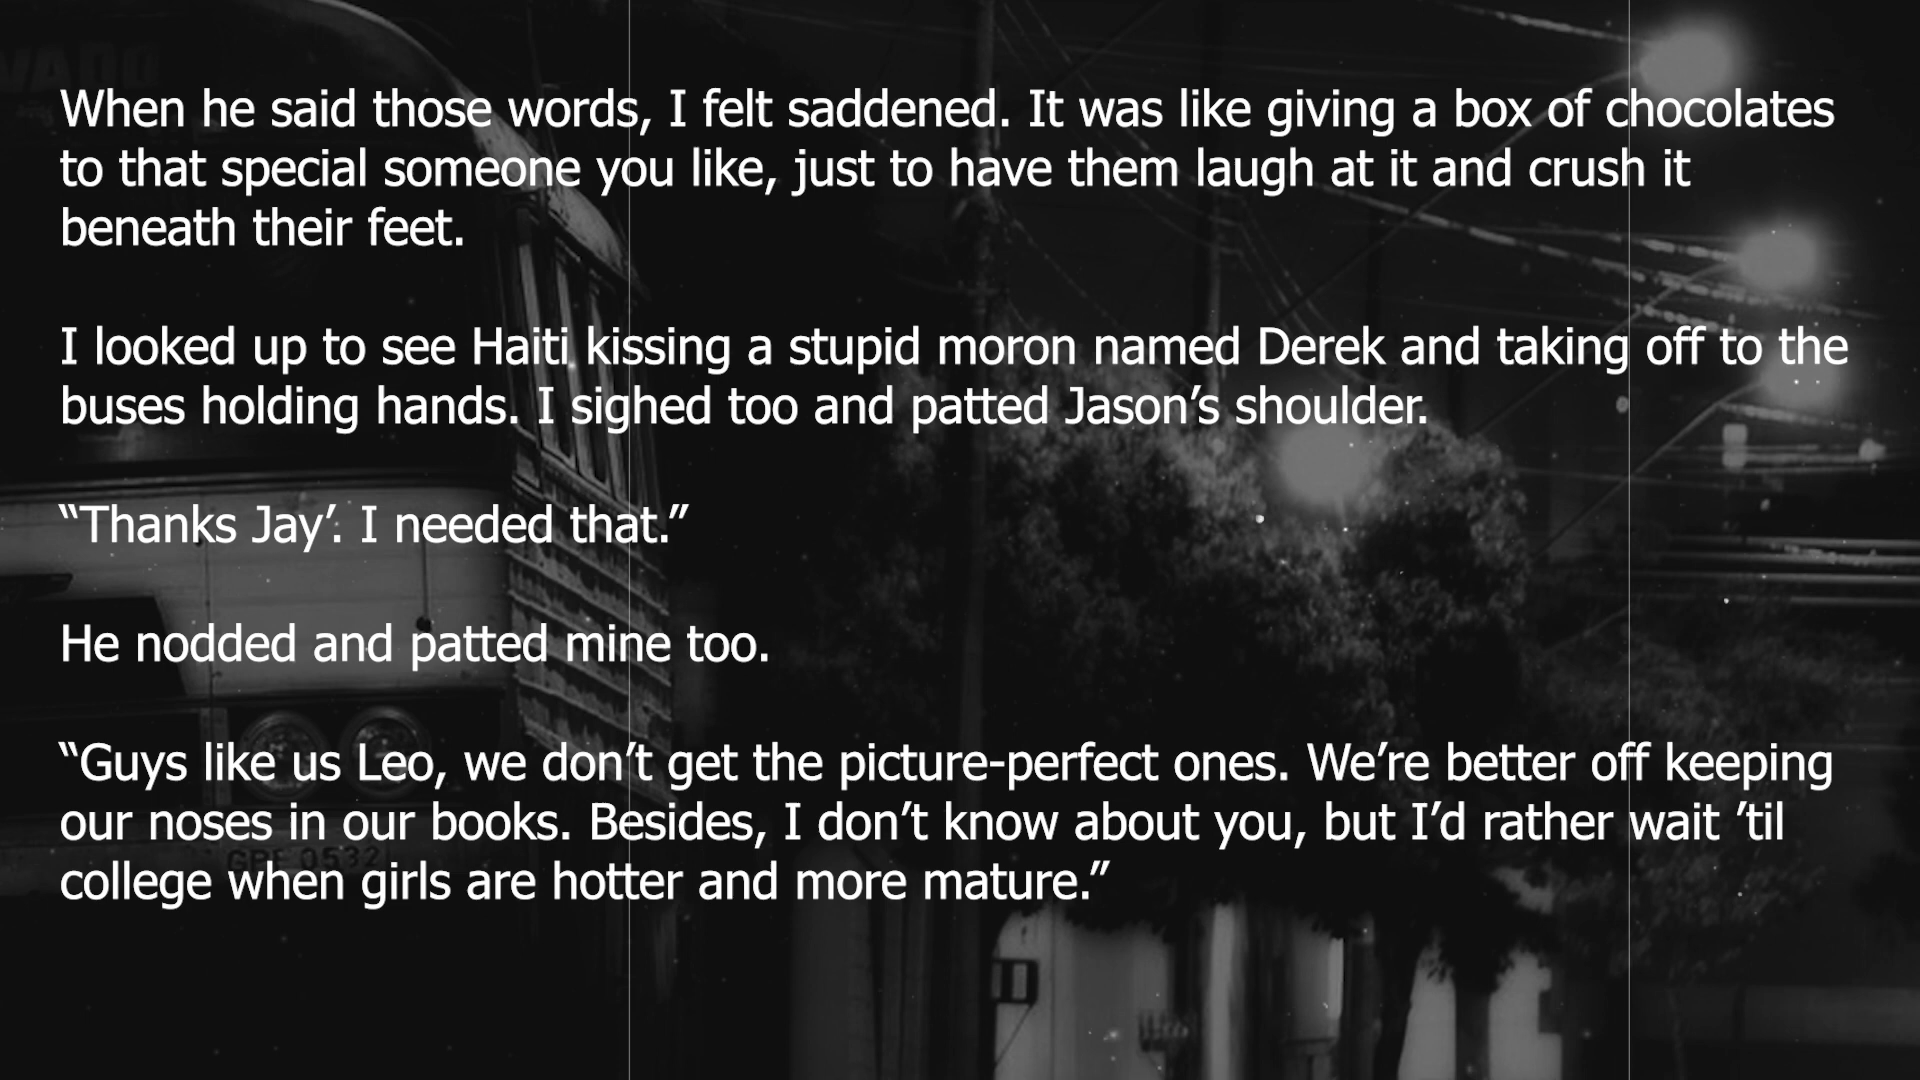 When he said those words, I felt saddened. It was like giving a box of chocolates
to that special someone you like, just to have them laugh at it and crush it
beneath their feet.
I looked up to see Haiti kissing a stupid moron named Derek and taking off to the
buses holding hands. I sighed too and patted Jason’s shoulder.
“Thanks Jay’. I needed that.”
He nodded and patted mine too.
“Guys like us Leo, we don’t get the picture-perfect ones. We’re better off keeping
our noses in our books. Besides, I don’t know about you, but I’d rather wait ’til
college when girls are hotter and more mature.”